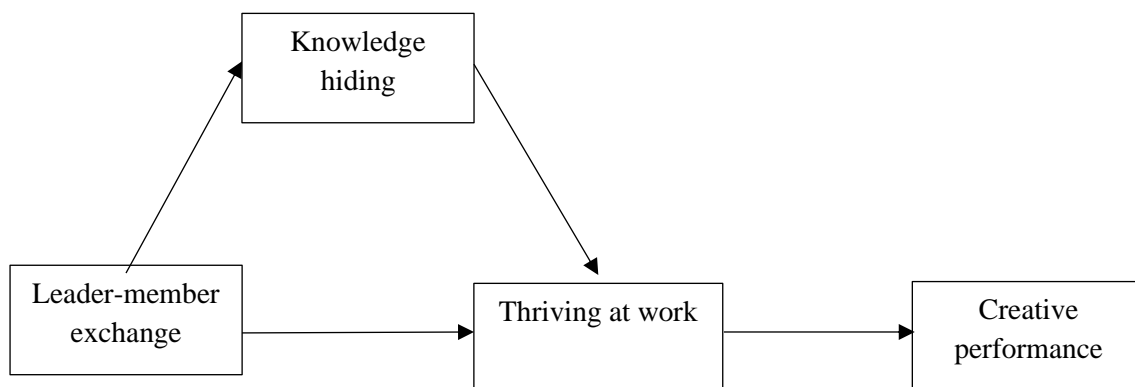 Knowledge
hiding
Leader-member
exchange
Thriving at work
Creative
performance